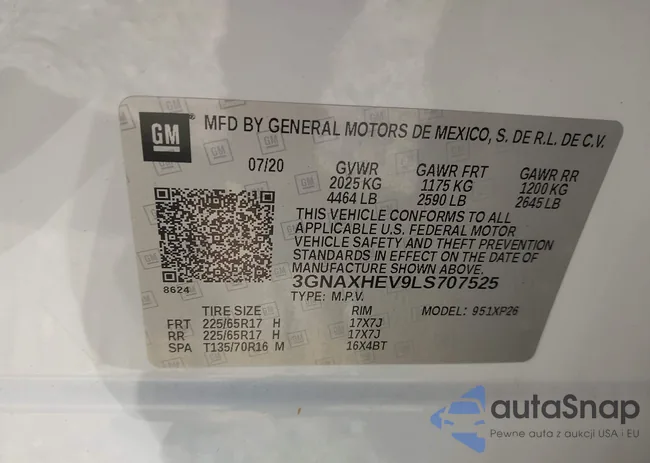 GM ® MFD BY GENERAL MOTORS DE MEXICO, S. DE R.L. DE C.V.
07/20 GVWR GAWR FRT GAWR RR
2025 KG 1175 KG 1200 KG
4464 LB 2590 LB 2645 LB
THIS VEHICLE CONFORMS TO ALL
APPLICABLE U.S. FEDERAL MOTOR
VEHICLE SAFETY AND THEFT PREVENTION
STANDARDS IN EFFECT ON THE DATE OF
MANUFACTURE SHOWN ABOVE.
8624 3GNAXHEV9LS707525
TYPE: M.P.V.
TIRE SIZE RIM MODEL: 951XP26
FRT 225/65R17 H 17X7J
RR 225/65R17 H 17X7J
SPA T135/70R16 M 16X4BT
autaSnap
Pewne auta z aukcji USA i EU